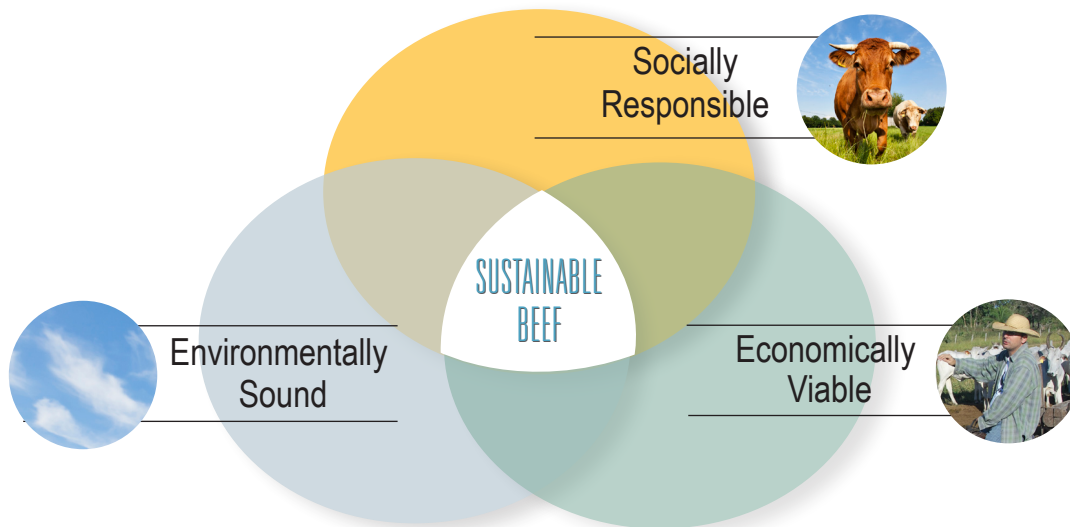 Socially
Responsible
SUSTAINABLE
BEEF
Environmentally
Sound
Economically
Viable